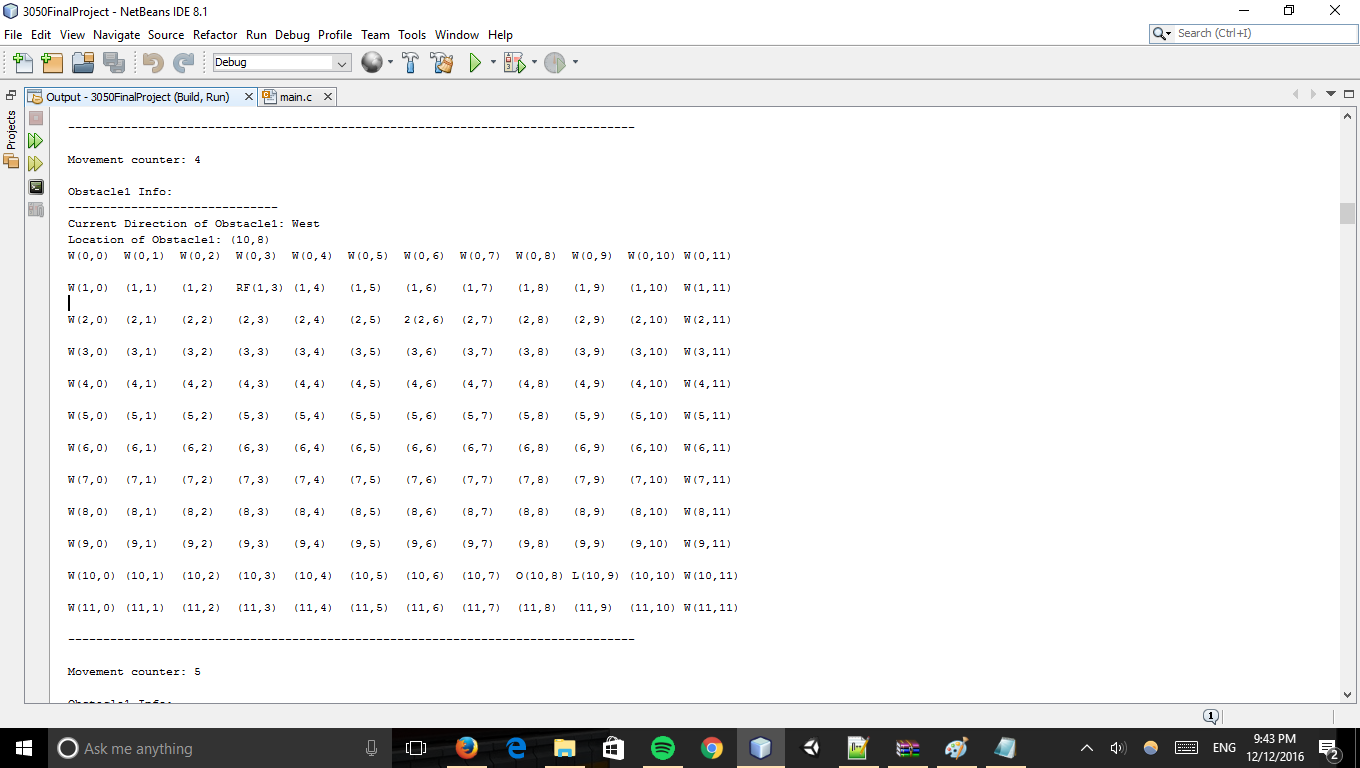 3050FinalProject - NetBeans IDE 8.1
File Edit View Navigate Source Refactor Run Debug Profile Team Tools Window Help
Search (Ctrl+I)
Debug
Output - 3050FinalProject (Build, Run) main.c
Projects
--------------------------------------------------------------------------------
Movement counter: 4
Obstacle1 Info:
------------------------------
Current Direction of Obstacle1: West
Location of Obstacle1: (10,8)
W(0,0) W(0,1) W(0,2) W(0,3) W(0,4) W(0,5) W(0,6) W(0,7) W(0,8) W(0,9) W(0,10) W(0,11)
W(1,0) (1,1) (1,2) RF(1,3) (1,4) (1,5) (1,6) (1,7) (1,8) (1,9) (1,10) W(1,11)
W(2,0) (2,1) (2,2) (2,3) (2,4) (2,5) 2(2,6) (2,7) (2,8) (2,9) (2,10) W(2,11)
W(3,0) (3,1) (3,2) (3,3) (3,4) (3,5) (3,6) (3,7) (3,8) (3,9) (3,10) W(3,11)
W(4,0) (4,1) (4,2) (4,3) (4,4) (4,5) (4,6) (4,7) (4,8) (4,9) (4,10) W(4,11)
W(5,0) (5,1) (5,2) (5,3) (5,4) (5,5) (5,6) (5,7) (5,8) (5,9) (5,10) W(5,11)
W(6,0) (6,1) (6,2) (6,3) (6,4) (6,5) (6,6) (6,7) (6,8) (6,9) (6,10) W(6,11)
W(7,0) (7,1) (7,2) (7,3) (7,4) (7,5) (7,6) (7,7) (7,8) (7,9) (7,10) W(7,11)
W(8,0) (8,1) (8,2) (8,3) (8,4) (8,5) (8,6) (8,7) (8,8) (8,9) (8,10) W(8,11)
W(9,0) (9,1) (9,2) (9,3) (9,4) (9,5) (9,6) (9,7) (9,8) (9,9) (9,10) W(9,11)
W(10,0) (10,1) (10,2) (10,3) (10,4) (10,5) (10,6) (10,7) O(10,8) L(10,9) (10,10) W(10,11)
W(11,0) (11,1) (11,2) (11,3) (11,4) (11,5) (11,6) (11,7) (11,8) (11,9) (11,10) W(11,11)
--------------------------------------------------------------------------------
Movement counter: 5
Obstacle1 Info:
1
Ask me anything
ENG
9:43 PM
12/12/2016
2